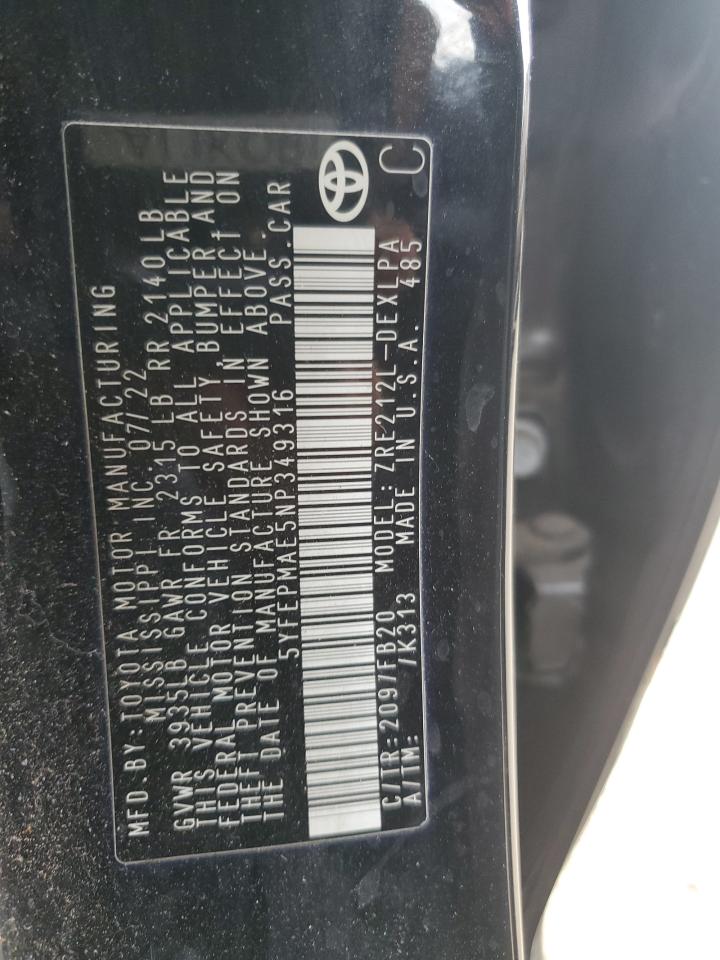 MFD.BY:TOYOTA MOTOR MANUFACTURING
MISSISSIPPI INC. 07/22
GVWR 3935LB GAWR FR 2315 LB RR 2140LB
THIS VEHICLE CONFORMS TO ALL APPLICABLE
FEDERAL MOTOR VEHICLE SAFETY, BUMPER AND
THEFT PREVENTION STANDARDS IN EFFECT ON
THE DATE OF MANUFACTURE SHOWN ABOVE.
5YFEPMAE5NP349316 PASS.CAR
C/TR:209/FB20 MODEL:ZRE212L-DEXLPA
A/TM: /K313 MADE IN U.S.A. 485
C